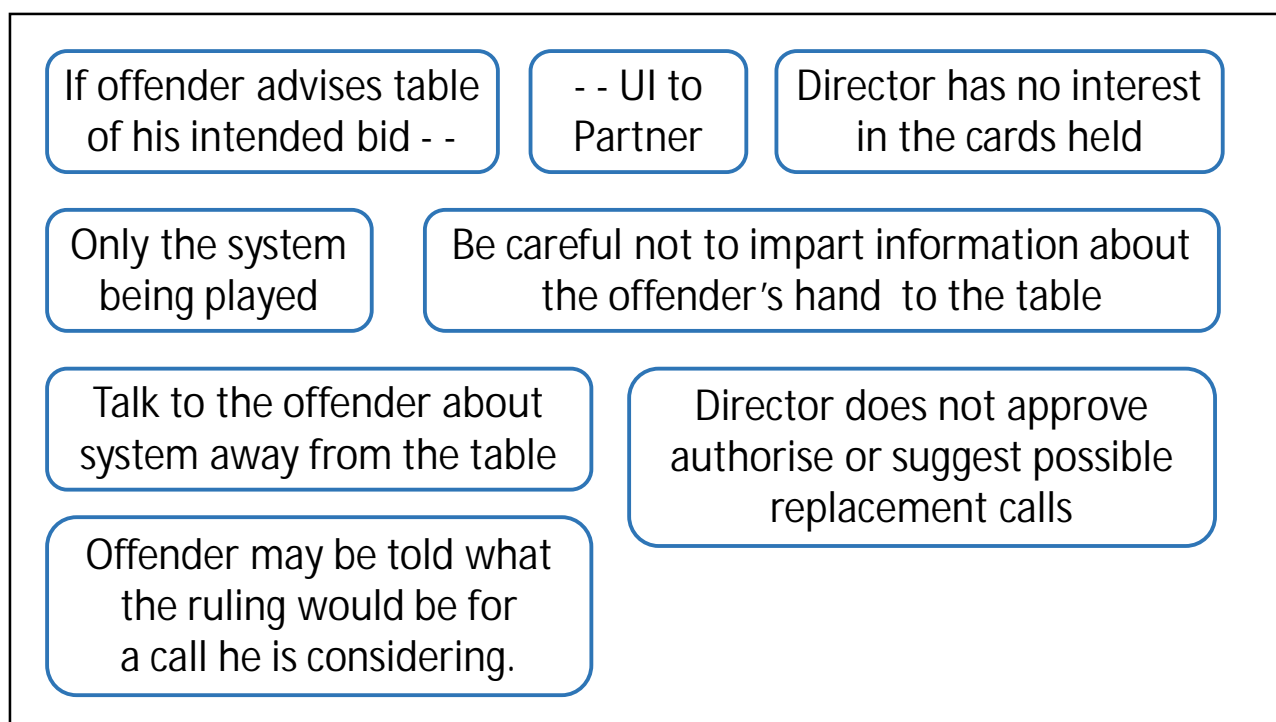 If offender advises table
of his intended bid - -
- - UI to
Partner
Director has no interest
in the cards held
Only the system
being played
Be careful not to impart information about
the offender's hand to the table
Talk to the offender about
system away from the table
Director does not approve
authorise or suggest possible
replacement calls
Offender may be told what
the ruling would be for
a call he is considering.